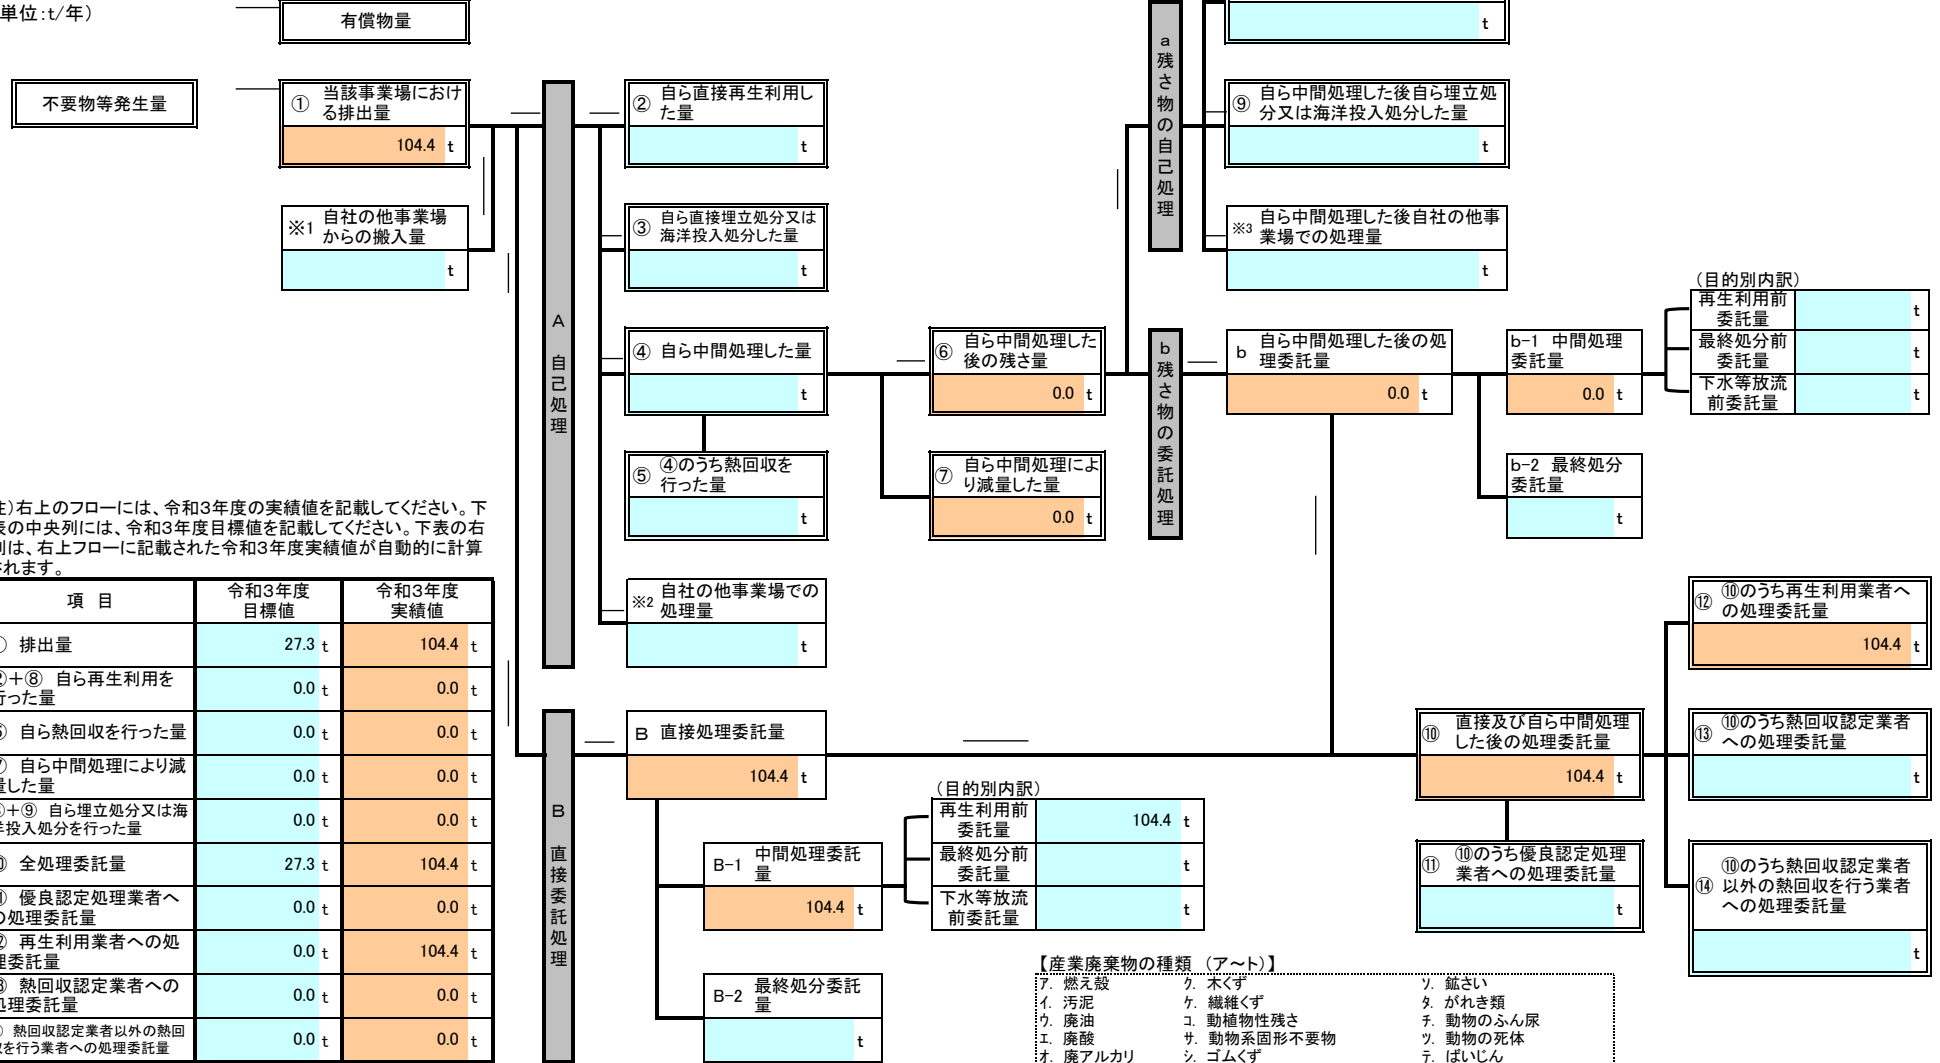 単位:t/年）
有償物量
t
不要物等発生量
① 当該事業場におけ
る排出量
104.4 t
※1 自社の他事業場
からの搬入量
t
A 自己処理
② 自ら直接再生利用し
た量
t
③ 自ら直接埋立処分又は
海洋投入処分した量
t
④ 自ら中間処理した量
t
⑤ ④のうち熱回収を
行った量
t
※2 自社の他事業場での
処理量
t
⑥ 自ら中間処理した
後の残さ量
0.0 t
⑦ 自ら中間処理によ
り減量した量
0.0 t
a 残さ物の自己処理
⑨ 自ら中間処理した後自ら埋立処
分又は海洋投入処分した量
t
※3 自ら中間処理した後自社の他事
業場での処理量
t
b 残さ物の委託処理
b 自ら中間処理した後の処
理委託量
0.0 t
b-1 中間処理
委託量
0.0 t
b-2 最終処分
委託量
t
（目的別内訳）
再生利用前
委託量
t
最終処分前
委託量
t
下水等放流
前委託量
t
注）右上のフローには、令和3年度の実績値を記載してください。下
表の中央列には、令和3年度目標値を記載してください。下表の右
列は、右上フローに記載された令和3年度実績値が自動的に計算
されます。
項 目
令和3年度
目標値
令和3年度
実績値
① 排出量 27.3 t 104.4 t
②+⑧ 自ら再生利用を
行った量 0.0 t 0.0 t
⑤ 自ら熱回収を行った量 0.0 t 0.0 t
⑦ 自ら中間処理により減
量した量 0.0 t 0.0 t
③+⑨ 自ら埋立処分又は海
洋投入処分を行った量 0.0 t 0.0 t
⑩ 全処理委託量 27.3 t 104.4 t
⑪ 優良認定処理業者へ
の処理委託量 0.0 t 0.0 t
⑫ 再生利用業者への処
理委託量 0.0 t 104.4 t
⑬ 熱回収認定業者への
処理委託量 0.0 t 0.0 t
⑭ 熱回収認定業者以外の熱回
収を行う業者への処理委託量 0.0 t 0.0 t
B 直接委託処理
B 直接処理委託量
104.4 t
B-1 中間処理委託
量
104.4 t
B-2 最終処分委託
量
t
（目的別内訳）
再生利用前
委託量
104.4 t
最終処分前
委託量
t
下水等放流
前委託量
t
⑩ 直接及び自ら中間処理
した後の処理委託量
104.4 t
⑪ ⑩のうち優良認定処理
業者への処理委託量
t
⑫ ⑩のうち再生利用業者へ
の処理委託量
104.4 t
⑬ ⑩のうち熱回収認定業者
への処理委託量
t
⑭ ⑩のうち熱回収認定業者
以外の熱回収を行う業者
への処理委託量
t
【産業廃棄物の種類 （ア～ト）】
ア. 燃え殻 ク. 木くず ソ. 鉱さい
イ. 汚泥 ケ. 繊維くず タ. がれき類
ウ. 廃油 コ. 動植物性残さ チ. 動物のふん尿
エ. 廃酸 サ. 動物系固形不要物 ツ. 動物の死体
オ. 廃アルカリ シ. ゴムくず テ. ばいじん